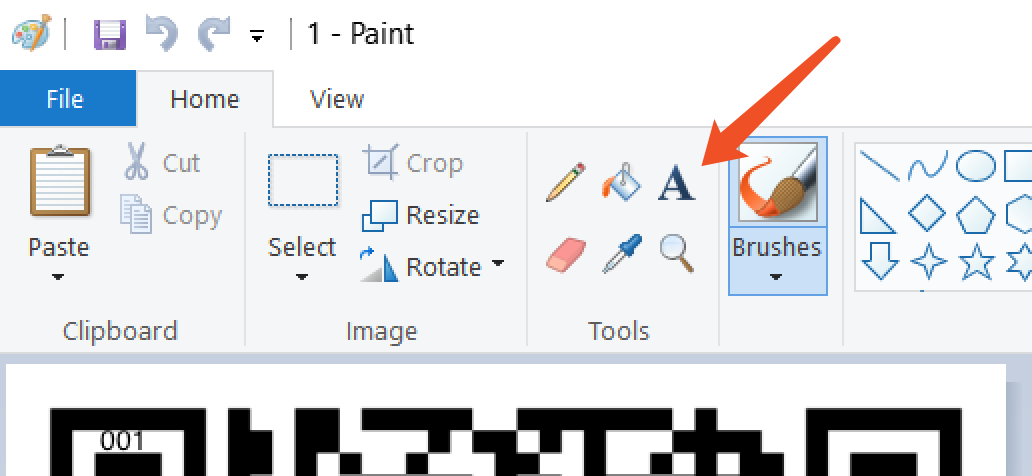 1 - Paint
File Home View
Paste
Cut
Copy
Clipboard
Select
Crop
Resize
Rotate
Image
A
Tools
Brushes
001